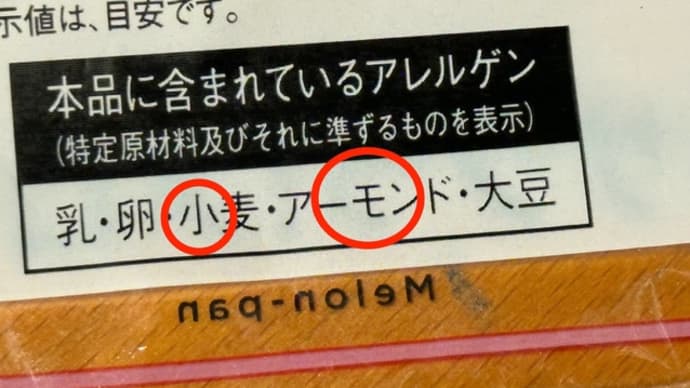 示値は、目安です。
本品に含まれているアレルゲン
(特定原材料及びそれに準ずるものを表示)
乳・卵・小麦・アーモンド・大豆
Melon-pan